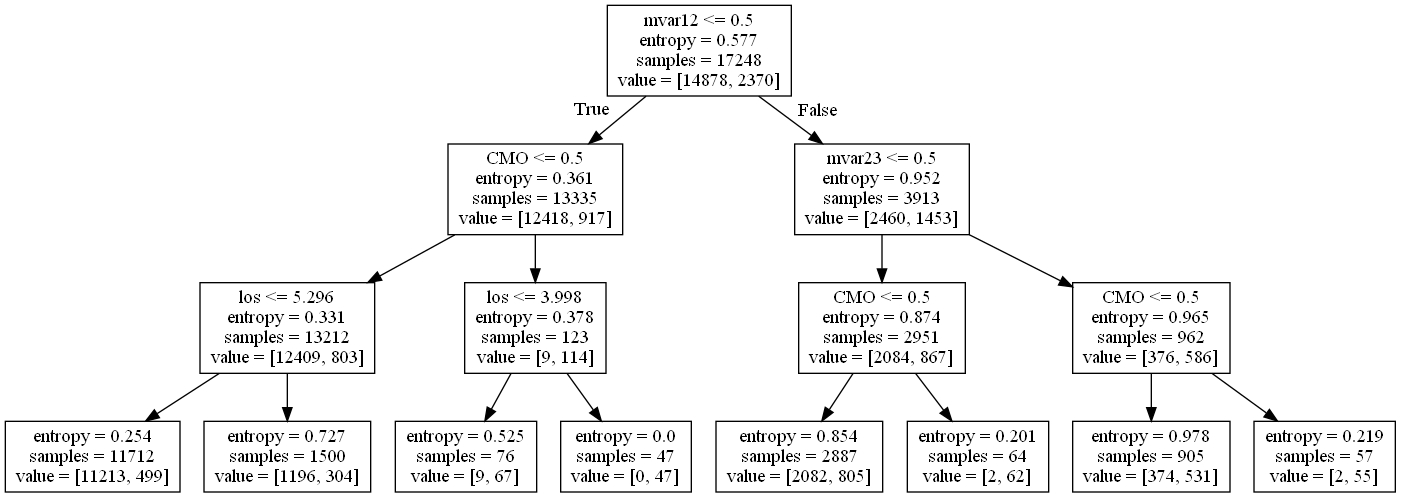 mvar12 <= 0.5
entropy = 0.577
samples = 17248
value = [14878, 2370]
True
False
CMO <= 0.5
entropy = 0.361
samples = 13335
value = [12418, 917]
mvar23 <= 0.5
entropy = 0.952
samples = 3913
value = [2460, 1453]
los <= 5.296
entropy = 0.331
samples = 13212
value = [12409, 803]
los <= 3.998
entropy = 0.378
samples = 123
value = [9, 114]
CMO <= 0.5
entropy = 0.874
samples = 2951
value = [2084, 867]
CMO <= 0.5
entropy = 0.965
samples = 962
value = [376, 586]
entropy = 0.254
samples = 11712
value = [11213, 499]
entropy = 0.727
samples = 1500
value = [1196, 304]
entropy = 0.525
samples = 76
value = [9, 67]
entropy = 0.0
samples = 47
value = [0, 47]
entropy = 0.854
samples = 2887
value = [2082, 805]
entropy = 0.201
samples = 64
value = [2, 62]
entropy = 0.978
samples = 905
value = [374, 531]
entropy = 0.219
samples = 57
value = [2, 55]